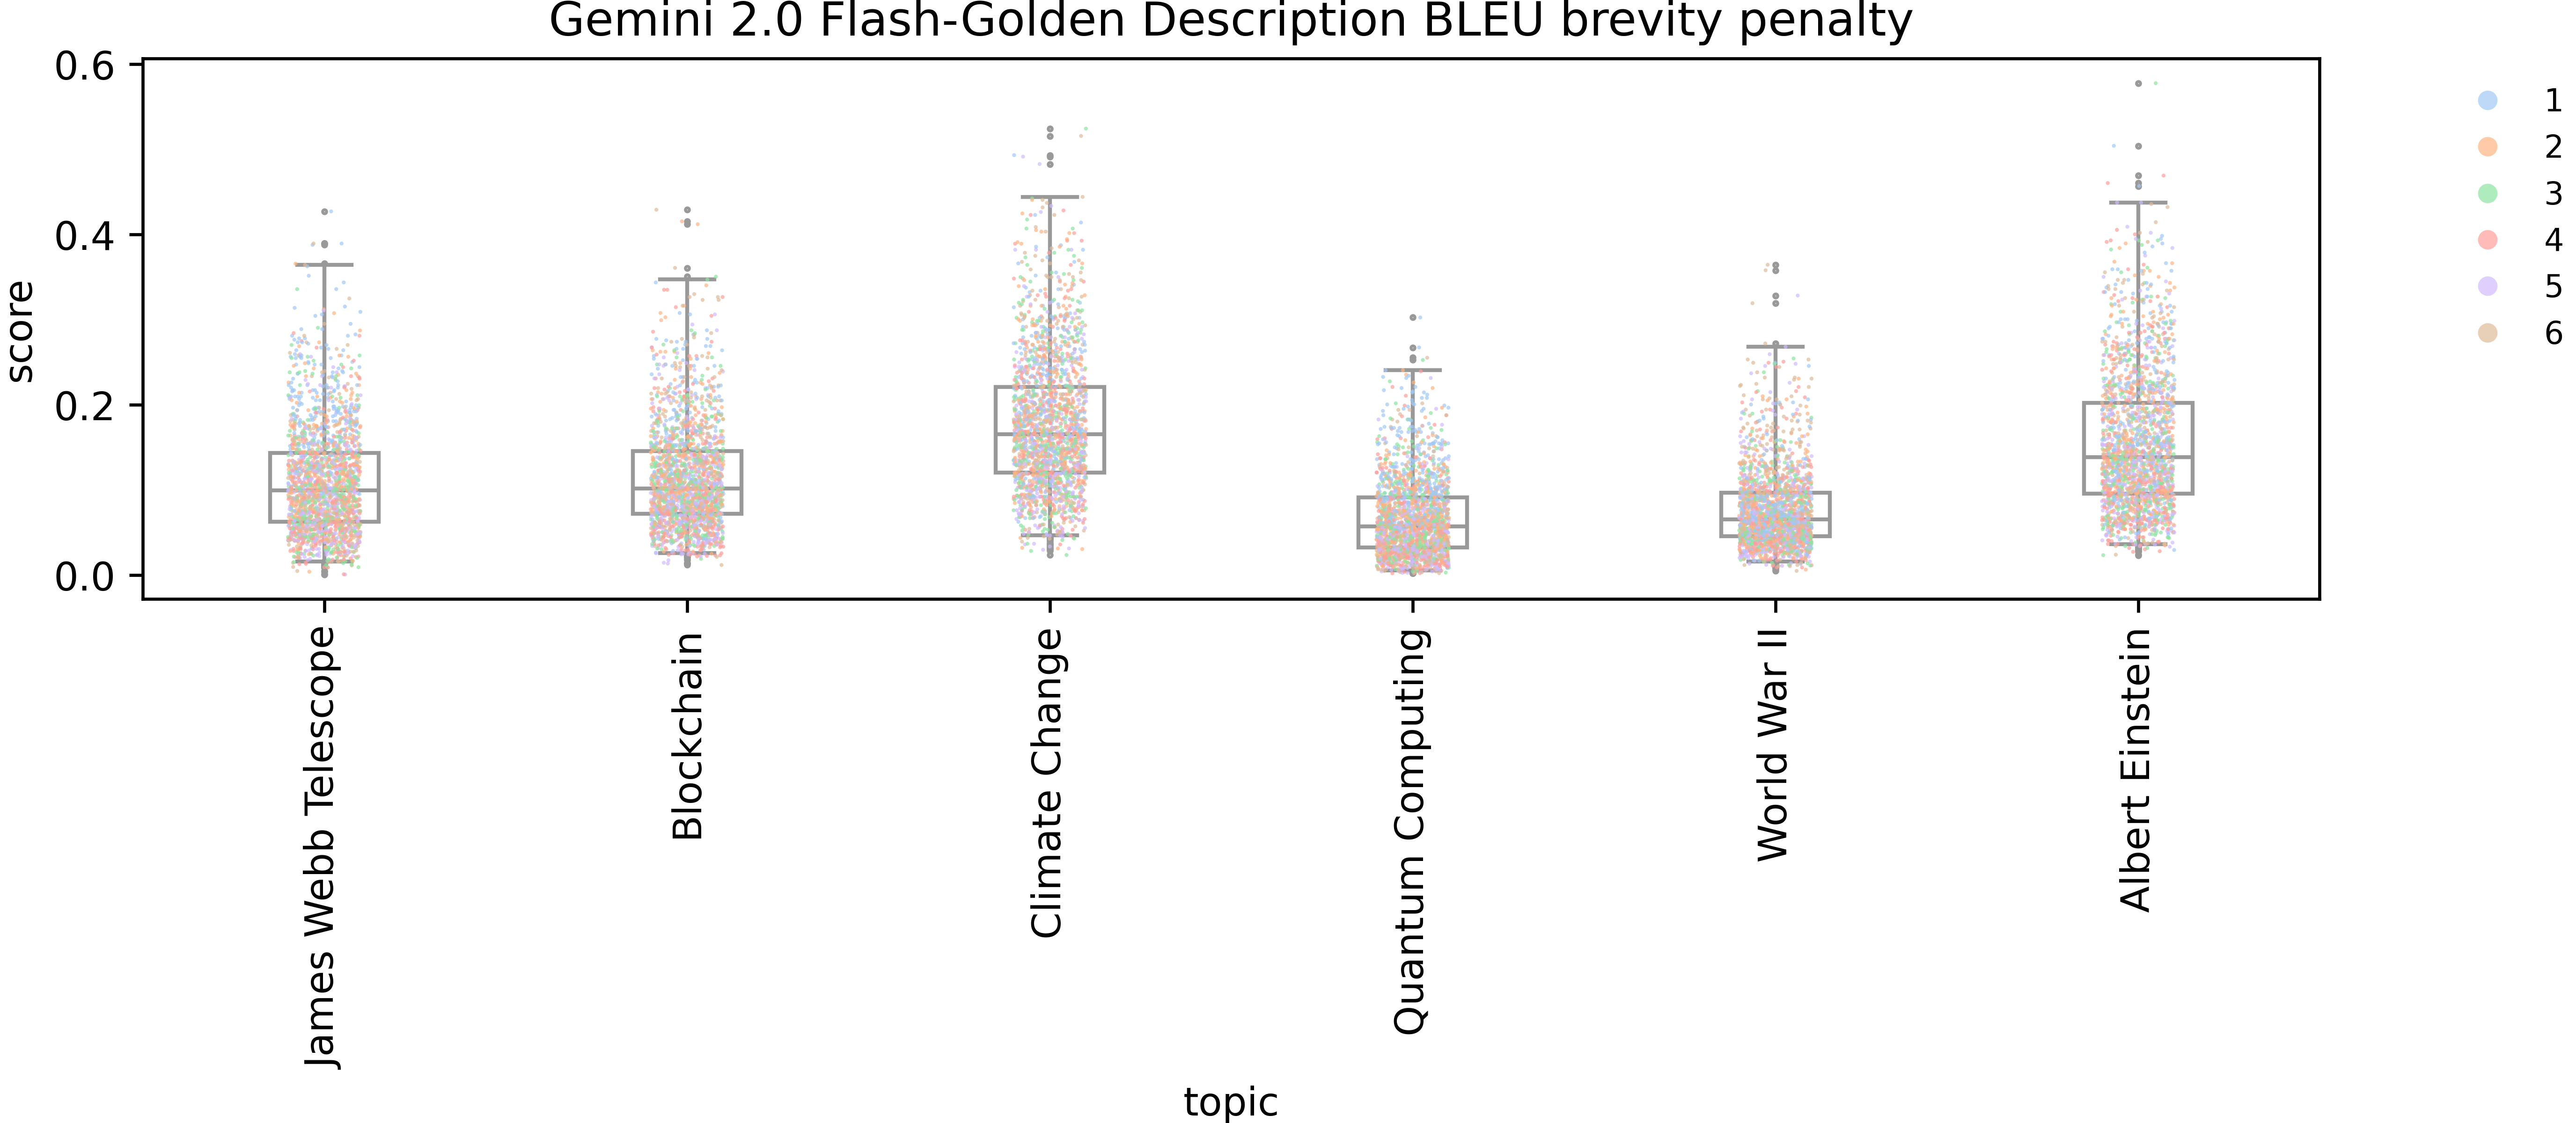 Gemini 2.0 Flash-Golden Description BLEU brevity penalty
0.6
0.4
0.2
0.0
score
1
2
3
4
5
6
James Webb Telescope
Blockchain
Climate Change
Quantum Computing
World War II
Albert Einstein
topic